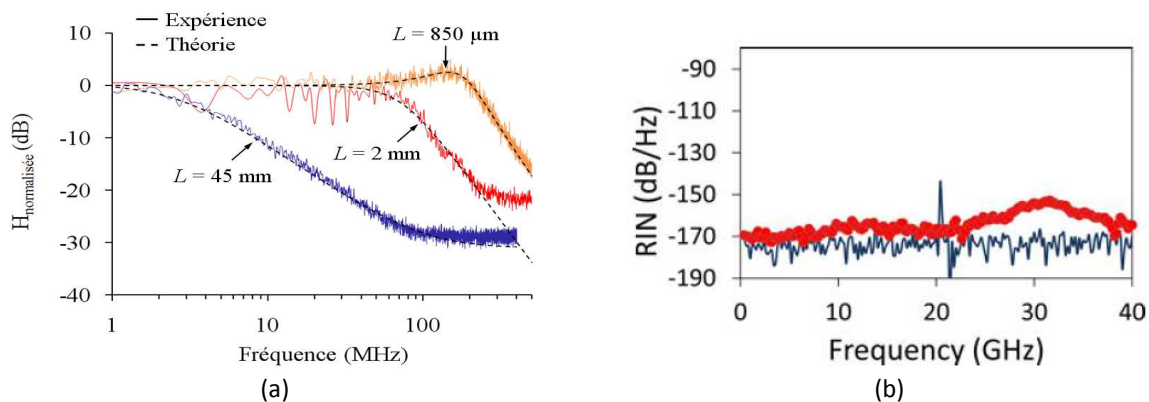 Expérience
Théorie
L = 850 µm
L = 2 mm
L = 45 mm
10
0
-10
-20
-30
-40
H normalisée (dB)
1 10 100
Fréquence (MHz)
(a)
-90
-110
-130
-150
-170
-190
RIN (dB/Hz)
0 10 20 30 40
Frequency (GHz)
(b)